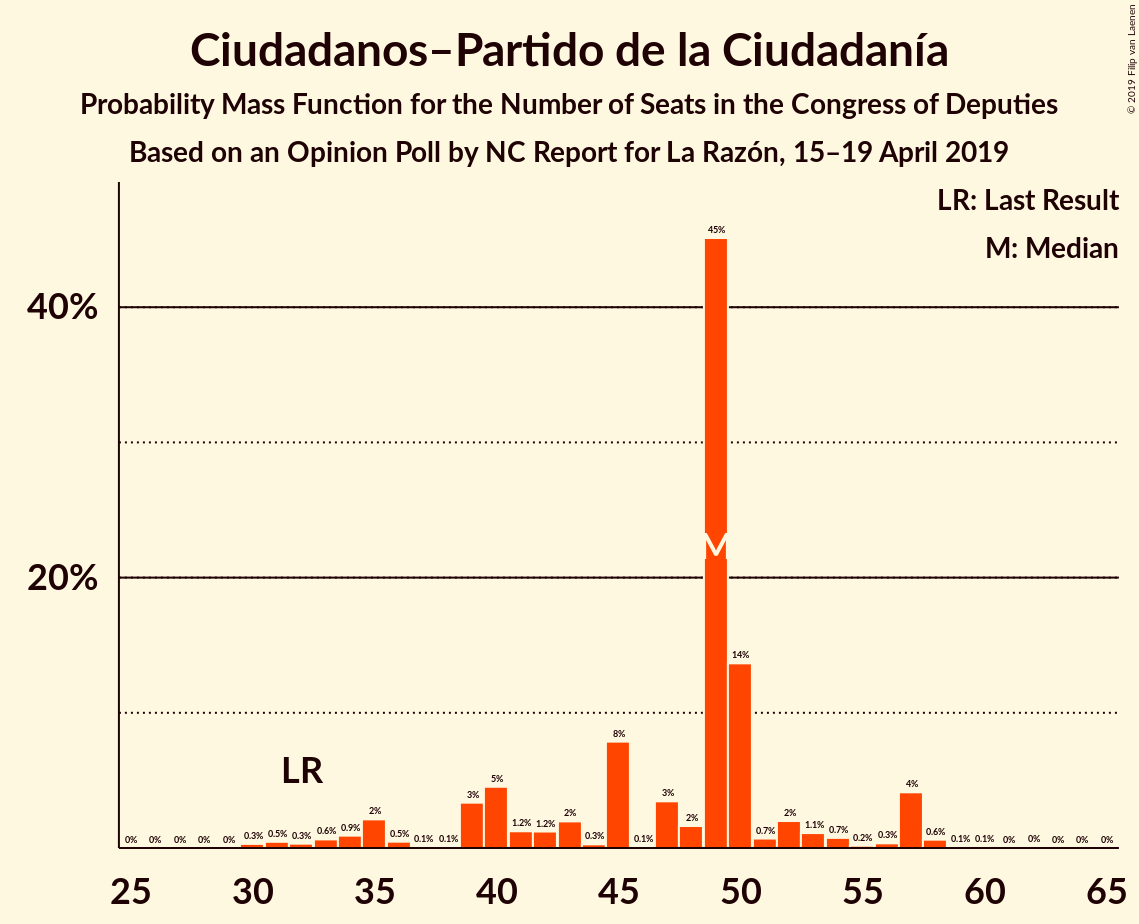 Ciudadanos–Partido de la Ciudadanía
Probability Mass Function for the Number of Seats in the Congress of Deputies
Based on an Opinion Poll by NC Report for La Razón, 15–19 April 2019
© 2019 Filip van Laenen
LR: Last Result
M: Median
45%
40%
M
20%
14%
8%
LR
0% 0% 0% 0% 0% 0.3% 0.5% 0.3% 0.6% 0.9% 2% 0.5% 0.1% 0.1% 3% 5% 1.2% 1.2% 2% 0.3% 0.1% 3% 2% 0.7% 2% 1.1% 0.7% 0.2% 0.3% 4% 0.6% 0.1% 0.1% 0% 0% 0% 0% 0%
25 30 35 40 45 50 55 60 65